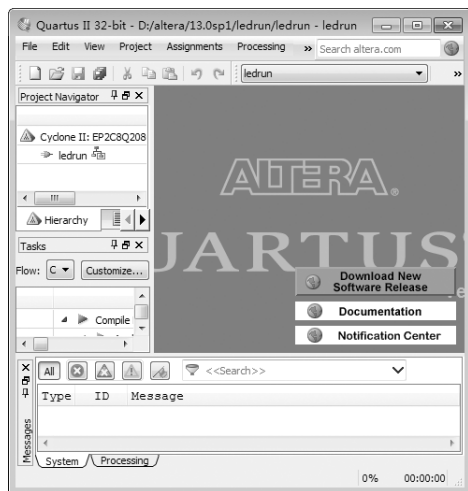 Quartus II 32-bit - D:/altera/13.0sp1/ledrun/ledrun - ledrun
File Edit View Project Assignments Processing » Search altera.com
ledrun »
Project Navigator
Cyclone II: EP2C8Q208
ledrun
Hierarchy
Tasks
Flow: C Customize...
Compile
ALTERA®
UARTUS
Download New
Software Release
Documentation
Notification Center
All <<Search>>
Type ID Message
Messages
System Processing
0% 00:00:00